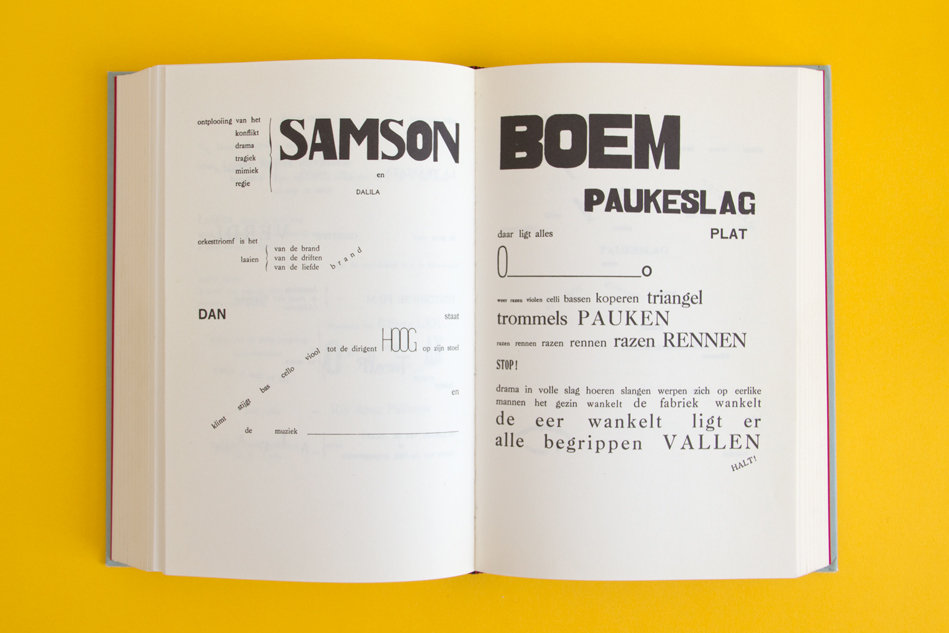 ontplooiing van het
konflikt
drama
tragiek
mimiek
regie
SAMSON
en
DALILA
orkesttriomf is het
laaien
van de brand
van de driften
van de liefde
brand
DAN
staat
klimt stijgt bas cello viool tot de dirigent HOOG op zijn stoel
en
de muziek
BOEM
PAUKESLAG
daar ligt alles
PLAT
O o
weer razen violen celli bassen koperen triangel
trommels PAUKEN
razen rennen razen rennen razen RENNEN
STOP!
drama in volle slag hoeren slangen werpen zich op eerlike
mannen het gezin wankelt de fabriek wankelt
de eer wankelt ligt er
alle begrippen VALLEN
HALT!